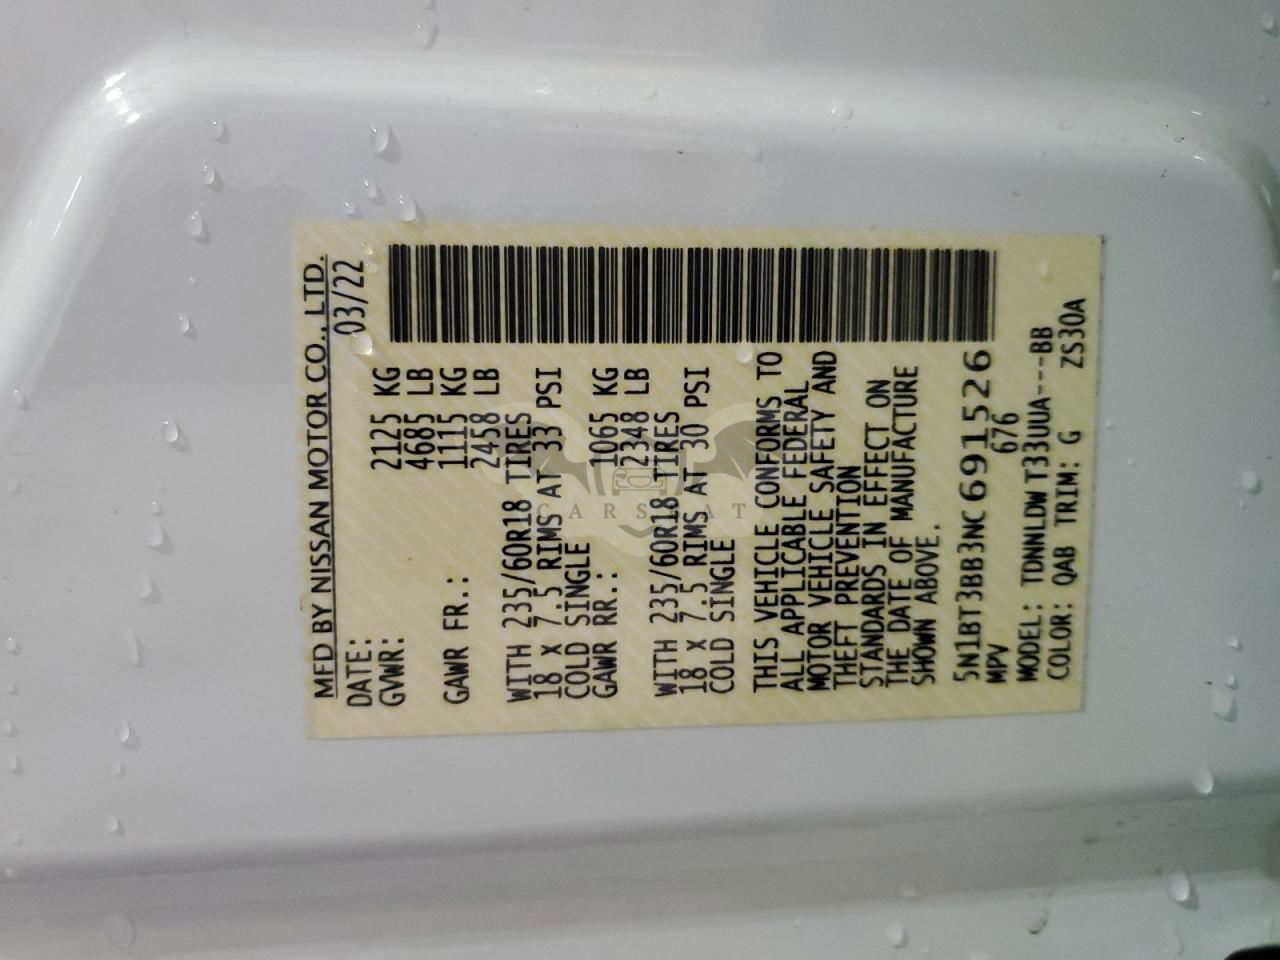 MFD BY NISSAN MOTOR CO., LTD.
DATE: 03/22
GVWR: 2125 KG
4685 LB
GAWR FR.: 1115 KG
2458 LB
WITH 235/60R18 TIRES
18 X 7.5 RIMS AT 33 PSI
COLD SINGLE
GAWR RR.: 1065 KG
2348 LB
WITH 235/60R18 TIRES
18 X 7.5 RIMS AT 30 PSI
COLD SINGLE
THIS VEHICLE CONFORMS TO
ALL APPLICABLE FEDERAL
MOTOR VEHICLE SAFETY AND
THEFT PREVENTION
STANDARDS IN EFFECT ON
THE DATE OF MANUFACTURE
SHOWN ABOVE.
5N1BT3BB3NC691526
MPV 676
MODEL: TDNNLDWT33UUA---BB
COLOR: QAB TRIM: G ZS30A
CARSBAT